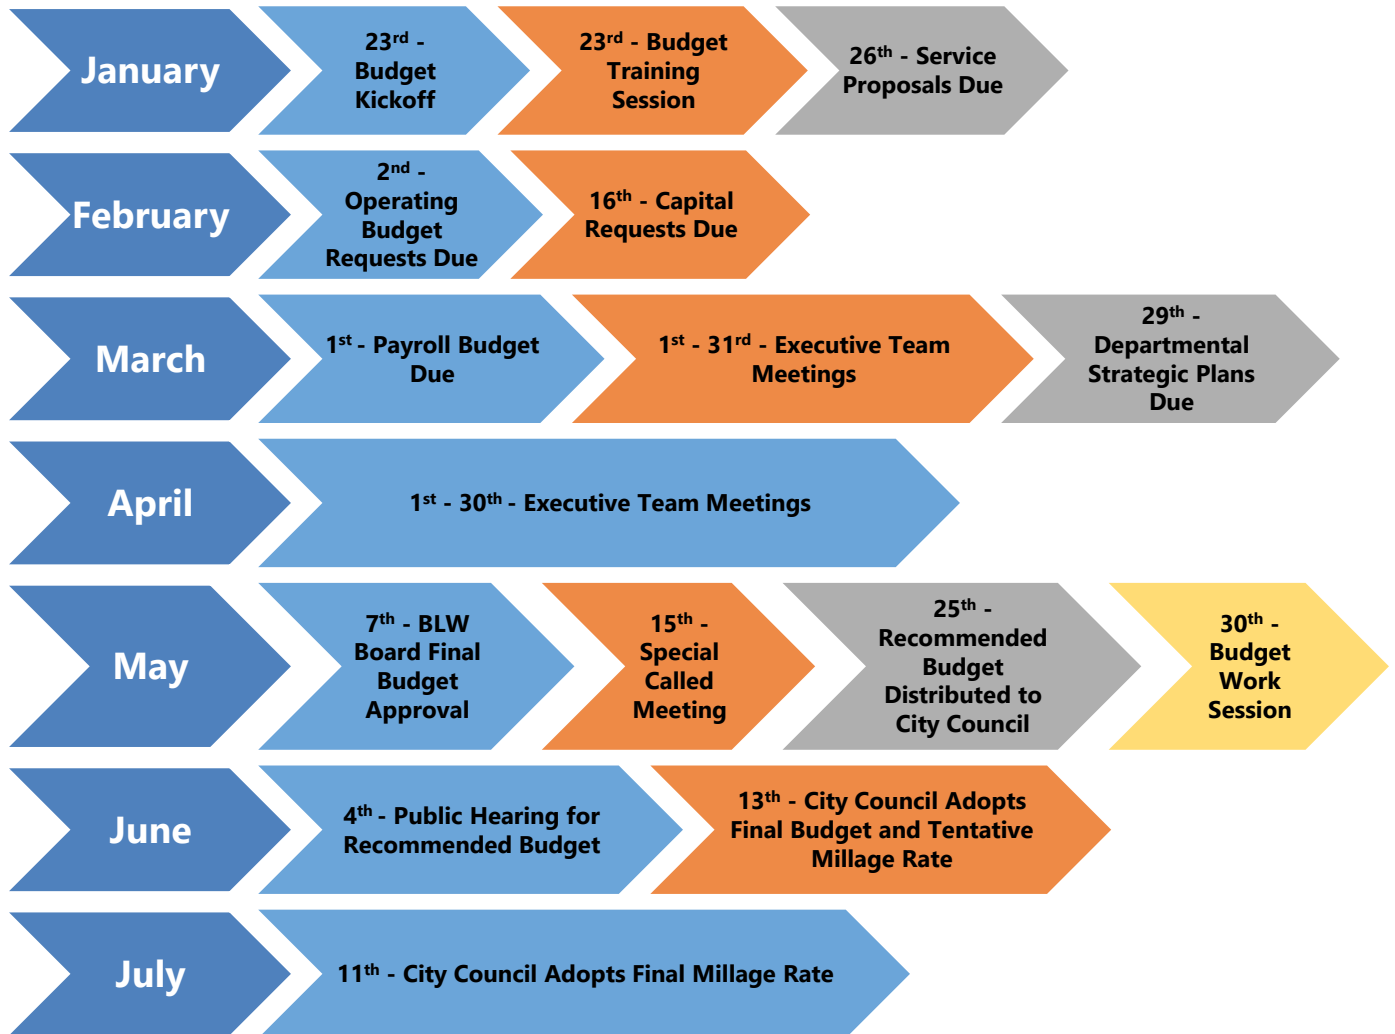 January
23rd -
Budget
Kickoff
23rd - Budget
Training
Session
26th - Service
Proposals Due
February
2nd -
Operating
Budget
Requests Due
16th - Capital
Requests Due
March
1st - Payroll Budget
Due
1st - 31rd - Executive Team
Meetings
29th -
Departmental
Strategic Plans
Due
April
1st - 30th - Executive Team Meetings
May
7th - BLW
Board Final
Budget
Approval
15th -
Special
Called
Meeting
25th -
Recommended
Budget
Distributed to
City Council
30th -
Budget
Work
Session
June
4th - Public Hearing for
Recommended Budget
13th - City Council Adopts
Final Budget and Tentative
Millage Rate
July
11th - City Council Adopts Final Millage Rate